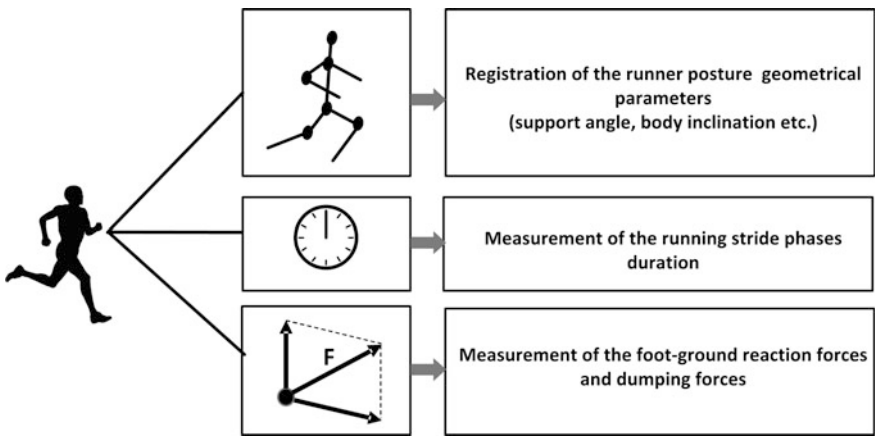 Registration of the runner posture geometrical
parameters
(support angle, body inclination etc.)
Measurement of the running stride phases
duration
F
Measurement of the foot-ground reaction forces
and dumping forces